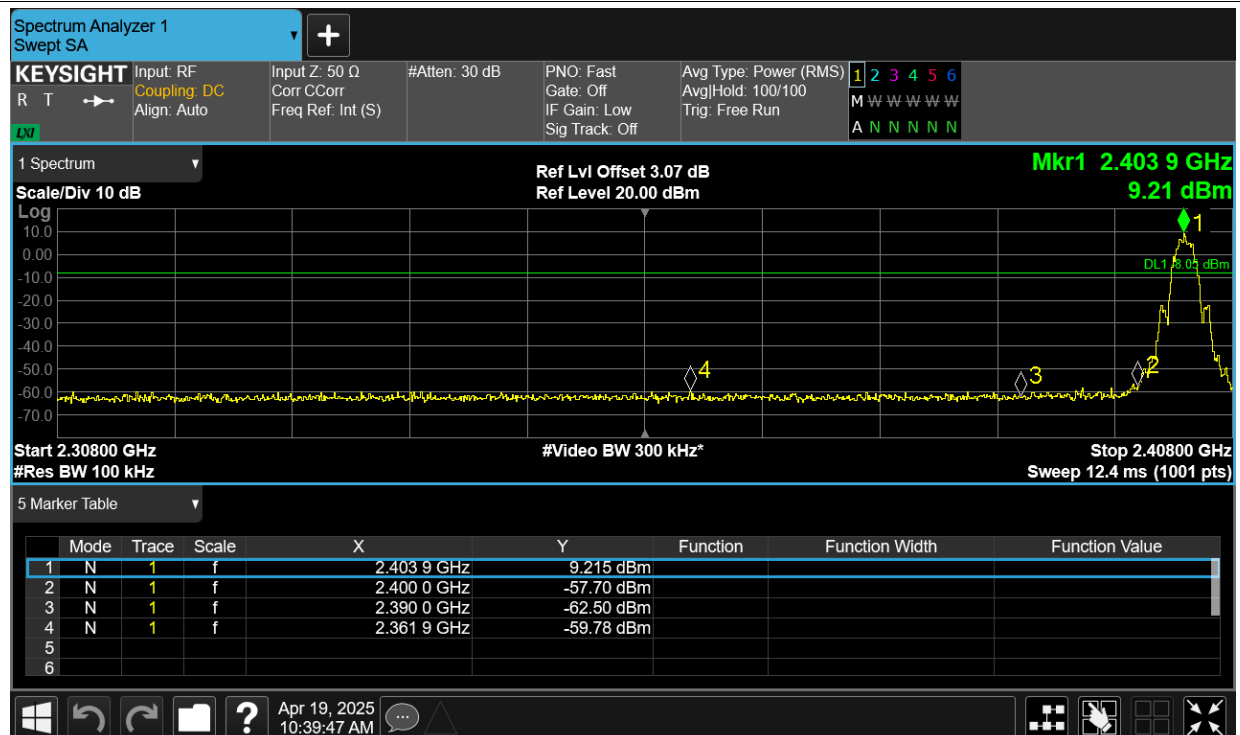 Spectrum Analyzer 1
Swept SA
+
KEYSIGHT Input: RF Input Z: 50 Ω #Atten: 30 dB PNO: Fast Avg Type: Power (RMS) 1 2 3 4 5 6
R T Coupling: DC Corr CCorr Gate: Off Avg|Hold: 100/100 M W W W W W
Align: Auto Freq Ref: Int (S) IF Gain: Low Trig: Free Run
LXI Sig Track: Off A N N N N N
1 Spectrum
Ref Lvl Offset 3.07 dB Mkr1 2.403 9 GHz
Scale/Div 10 dB Ref Level 20.00 dBm 9.21 dBm
Log
1
10.0
0.00
DL1 -8.05 dBm
-10.0
-20.0
-30.0
-40.0
-50.0
4
3
2
-60.0
-70.0
Start 2.30800 GHz #Video BW 300 kHz* Stop 2.40800 GHz
#Res BW 100 kHz Sweep 12.4 ms (1001 pts)
5 Marker Table
Mode Trace Scale X Y Function Function Width Function Value
1 N 1 f 2.403 9 GHz 9.215 dBm
2 N 1 f 2.400 0 GHz -57.70 dBm
3 N 1 f 2.390 0 GHz -62.50 dBm
4 N 1 f 2.361 9 GHz -59.78 dBm
5
6
? Apr 19, 2025
10:39:47 AM